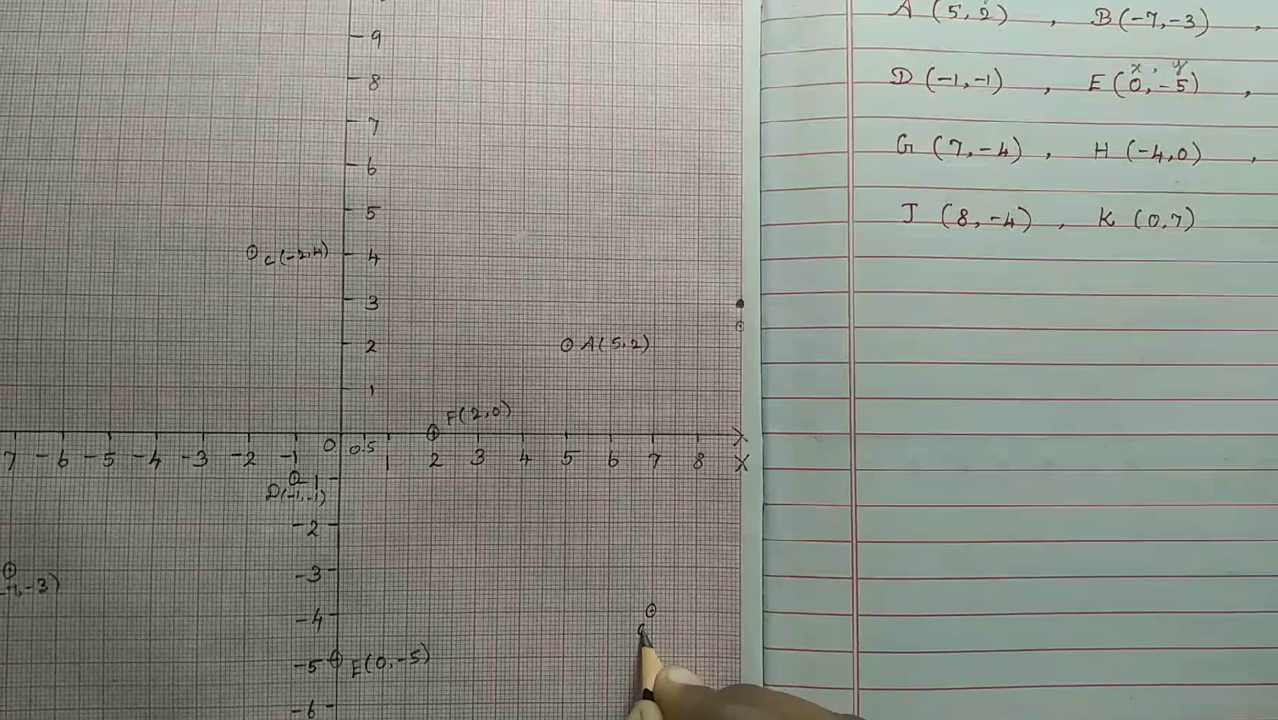 9
8
7
6
5
C(-2,4) 4
3
2 A(5,2)
1
F(2,0)
7 -6 -5 -4 -3 -2 -1 0 0.5 1 2 3 4 5 6 7 8 X
-1
D(-1,-1)
-2
-3
,-3)
-4
-5 E(0,-5)
-6
A (5,2) , B(-7,-3) ,
x , y
D (-1,-1) , E(0,-5) ,
G (7,-4) , H (-4,0) ,
J (8,-4) , K (0,7)